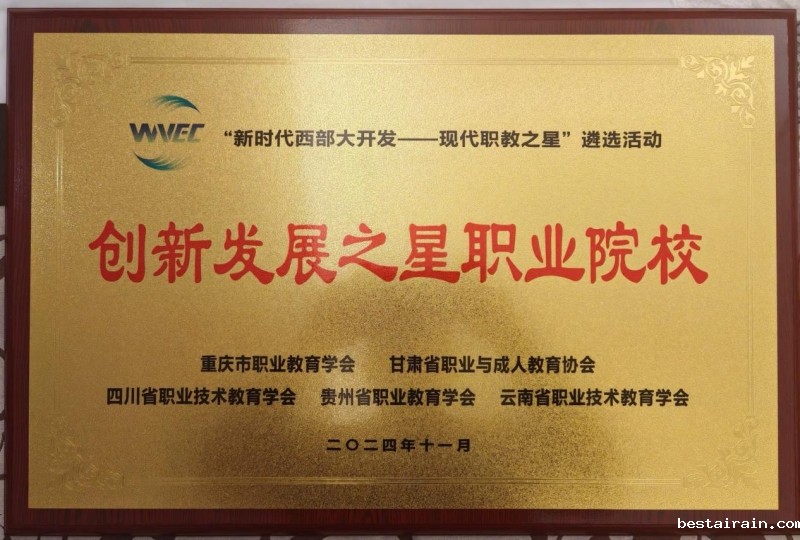 WVEC
“新时代西部大开发——现代职教之星”遴选活动
创新发展之星职业院校
重庆市职业教育学会 甘肃省职业与成人教育协会
四川省职业技术教育学会 贵州省职业教育学会 云南省职业技术教育学会
二〇二四年十一月
bestairain.com